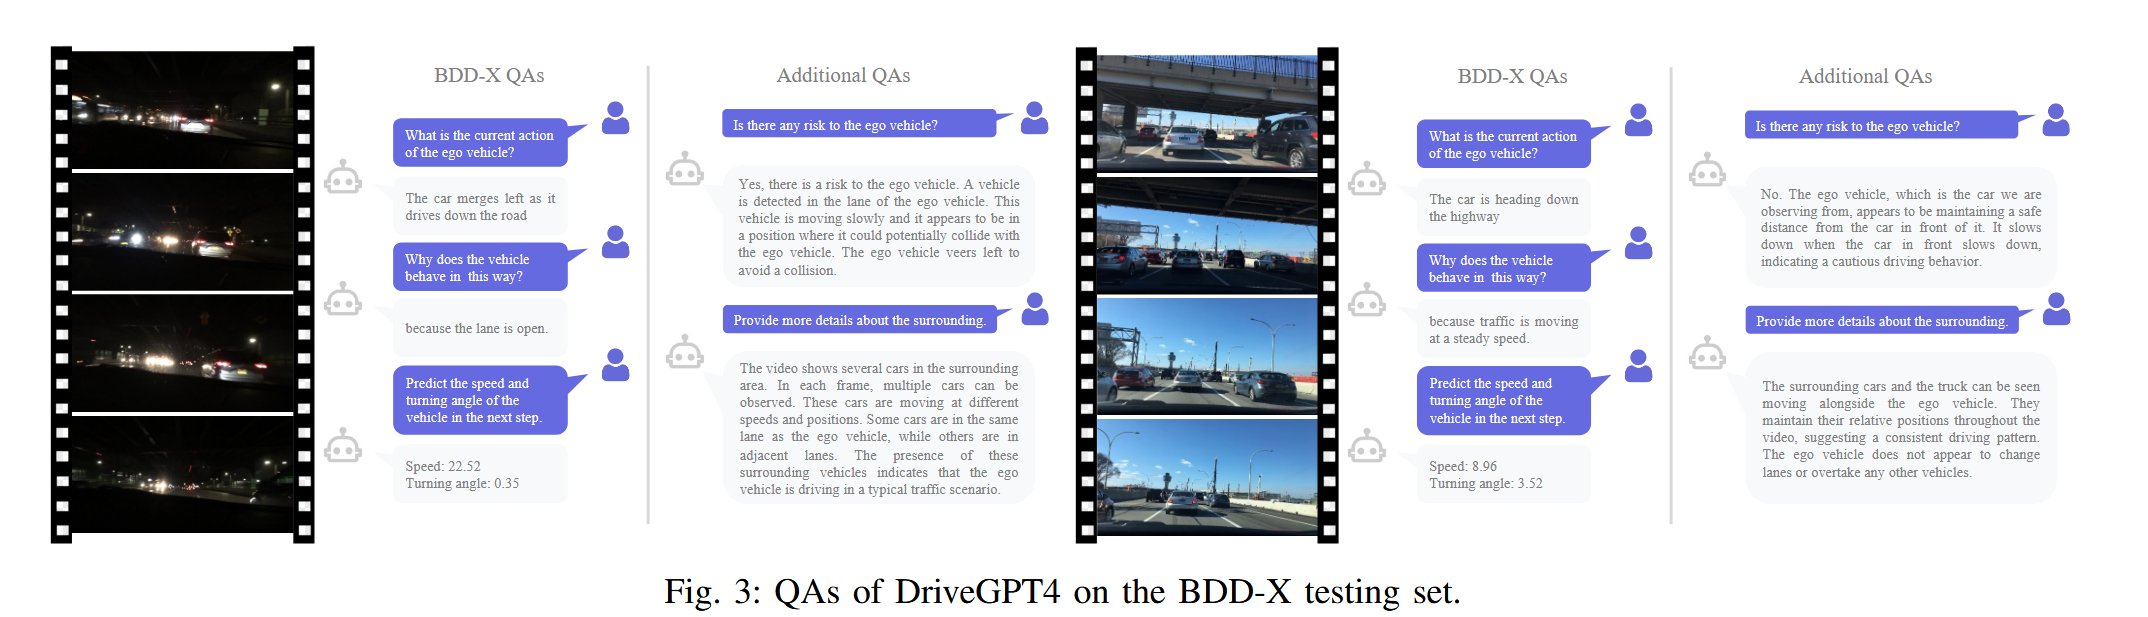 BDD-X QAs
What is the current action
of the ego vehicle?
The car merges left as it
drives down the road
Why does the vehicle
behave in this way?
because the lane is open.
Predict the speed and
turning angle of the
vehicle in the next step.
Speed: 22.52
Turning angle: 0.35
Additional QAs
Is there any risk to the ego vehicle?
Yes, there is a risk to the ego vehicle. A vehicle
is detected in the lane of the ego vehicle. This
vehicle is moving slowly and it appears to be in
a position where it could potentially collide with
the ego vehicle. The ego vehicle veers left to
avoid a collision.
Provide more details about the surrounding.
The video shows several cars in the surrounding
area. In each frame, multiple cars can be
observed. These cars are moving at different
speeds and positions. Some cars are in the same
lane as the ego vehicle, while others are in
adjacent lanes. The presence of these
surrounding vehicles indicates that the ego
vehicle is driving in a typical traffic scenario.
BDD-X QAs
What is the current action
of the ego vehicle?
The car is heading down
the highway
Why does the vehicle
behave in this way?
because traffic is moving
at a steady speed.
Predict the speed and
turning angle of the
vehicle in the next step.
Speed: 8.96
Turning angle: 3.52
Additional QAs
Is there any risk to the ego vehicle?
No. The ego vehicle, which is the car we are
observing from, appears to be maintaining a safe
distance from the car in front of it. It slows
down when the car in front slows down,
indicating a cautious driving behavior.
Provide more details about the surrounding.
The surrounding cars and the truck can be seen
moving alongside the ego vehicle. They
maintain their relative positions throughout the
video, suggesting a consistent driving pattern.
The ego vehicle does not appear to change
lanes or overtake any other vehicles.
Fig. 3: QAs of DriveGPT4 on the BDD-X testing set.